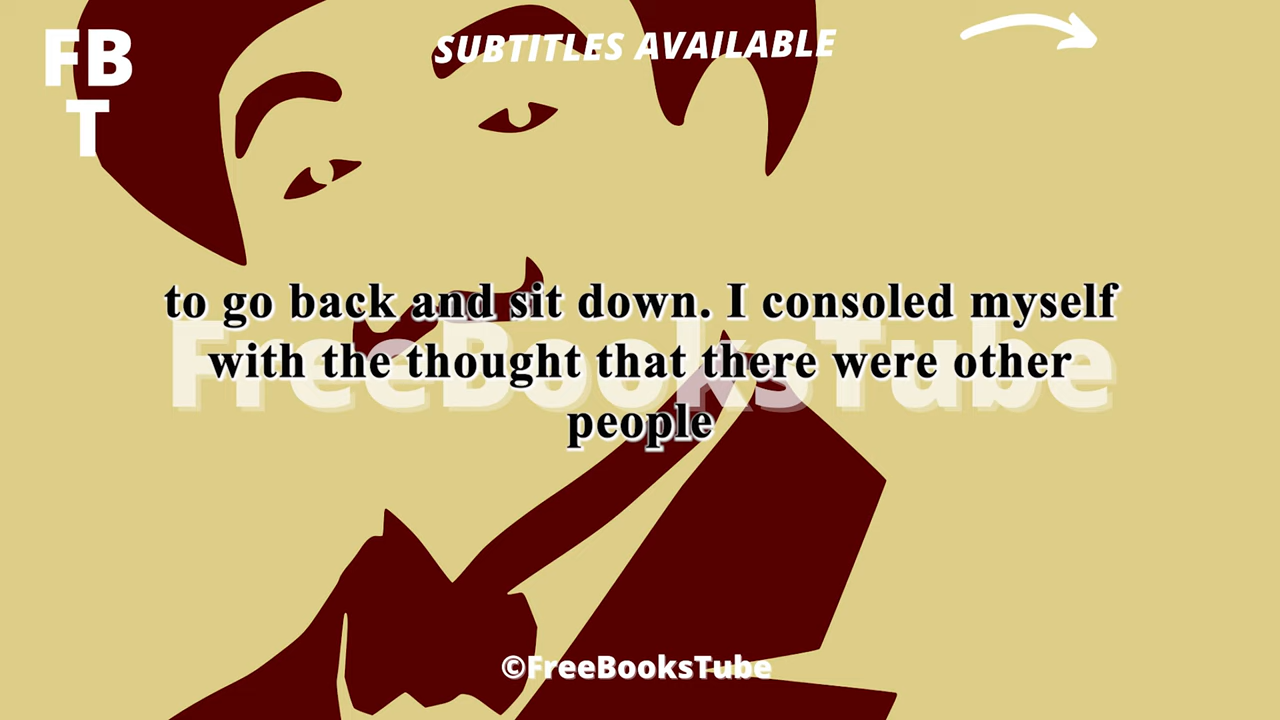 FB
T
SUBTITLES AVAILABLE
to go back and sit down. I consoled myself
with the thought that there were other
people
FreeBooksTube
©FreeBooksTube